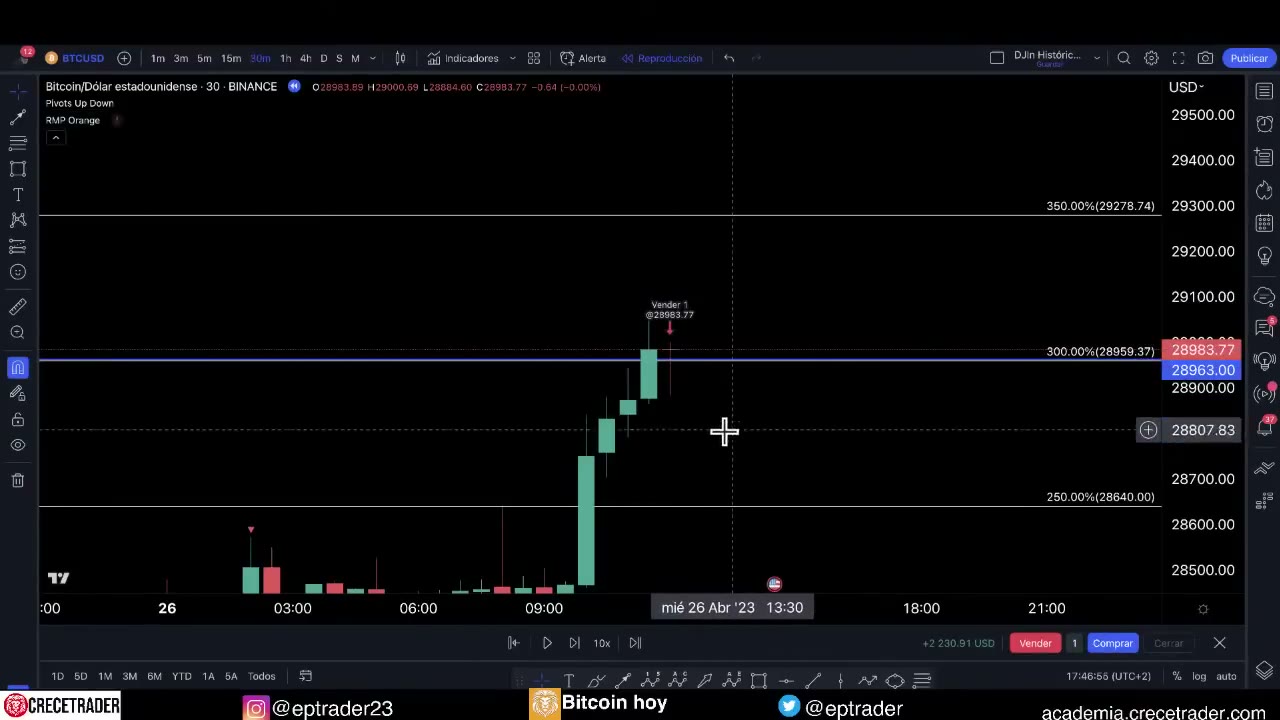 12
BTCUSD
1m 3m 5m 15m 30m 1h 4h D S M
Indicadores
Alerta
Reproducción
DJIn Históric...
Guardar
Publicar
Bitcoin/Dólar estadounidense · 30 · BINANCE
O28983.89 H29000.69 L28884.60 C28983.77 −0.64 (−0.00%)
USD
Pivots Up Down
RMP Orange
29500.00
29400.00
350.00%(29278.74)
29300.00
29200.00
29100.00
Vender 1
@28983.77
300.00%(28959.37)
28983.77
28963.00
28900.00
28807.83
28700.00
250.00%(28640.00)
28600.00
28500.00
5
37
:00
26
03:00
06:00
09:00
mié 26 Abr '23 13:30
18:00
21:00
10x
+2 230.91 USD
Vender
1
Comprar
Cerrar
1D 5D 1M 3M 6M YTD 1A 5A Todos
17:46:55 (UTC+2)
% log auto
CRECETRADER
@eptrader23
Bitcoin hoy
@eptrader
academia.crecetrader.com